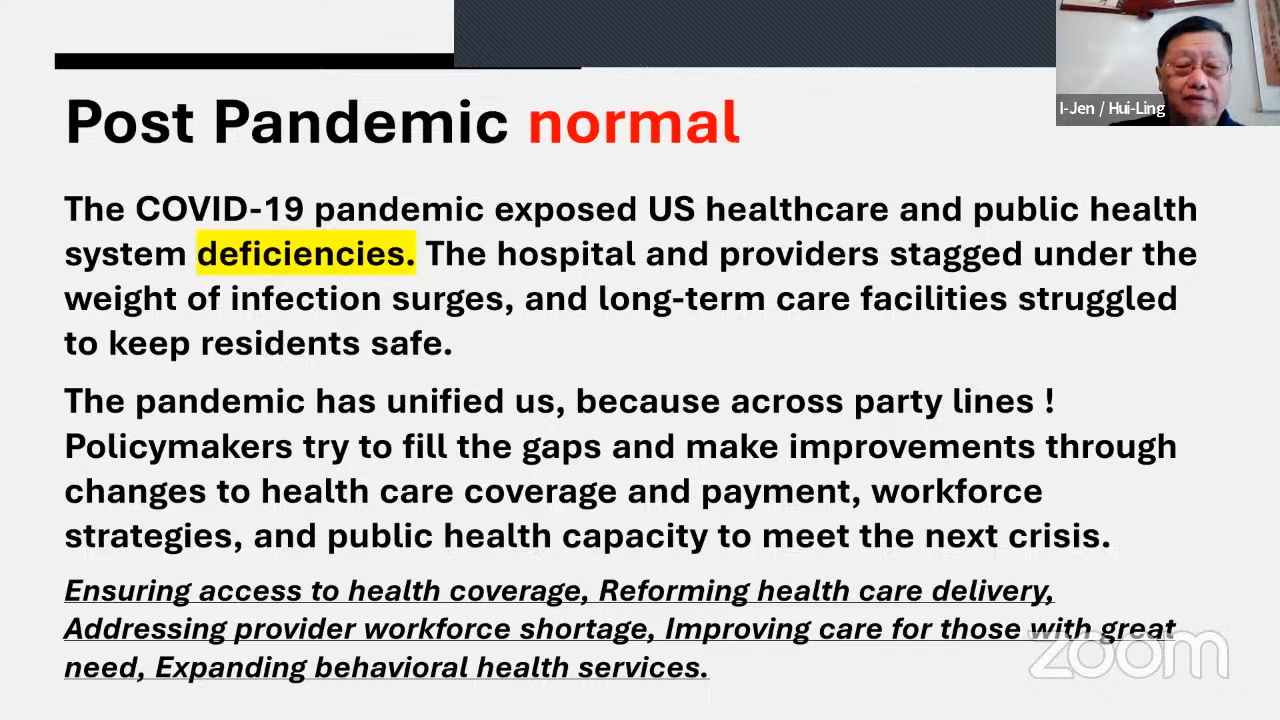 I-Jen / Hui-Ling
Post Pandemic normal
The COVID-19 pandemic exposed US healthcare and public health
system deficiencies. The hospital and providers stagged under the
weight of infection surges, and long-term care facilities struggled
to keep residents safe.
The pandemic has unified us, because across party lines !
Policymakers try to fill the gaps and make improvements through
changes to health care coverage and payment, workforce
strategies, and public health capacity to meet the next crisis.
Ensuring access to health coverage, Reforming health care delivery,
Addressing provider workforce shortage, Improving care for those with great
need, Expanding behavioral health services.
zoom